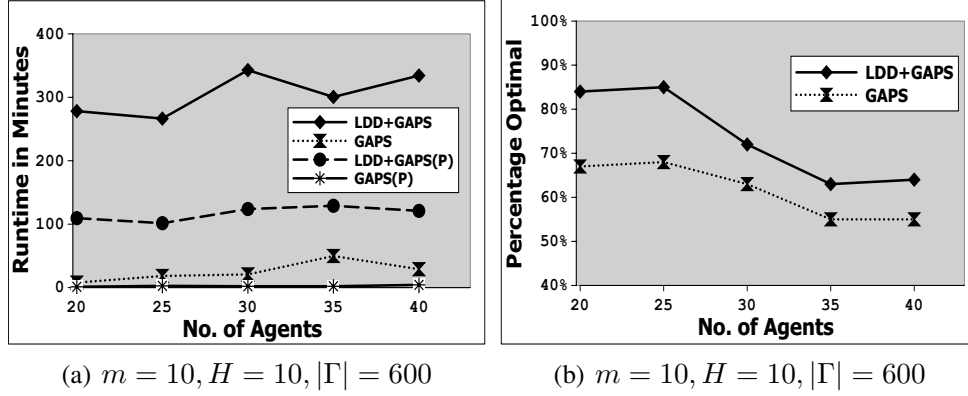 Runtime in Minutes
400
300
200
100
0
LDD+GAPS
GAPS
LDD+GAPS(P)
GAPS(P)
20 25 30 35 40
No. of Agents
(a) m = 10, H = 10, |Γ| = 600
Percentage Optimal
100%
90%
80%
70%
60%
50%
40%
LDD+GAPS
GAPS
20 25 30 35 40
No. of Agents
(b) m = 10, H = 10, |Γ| = 600